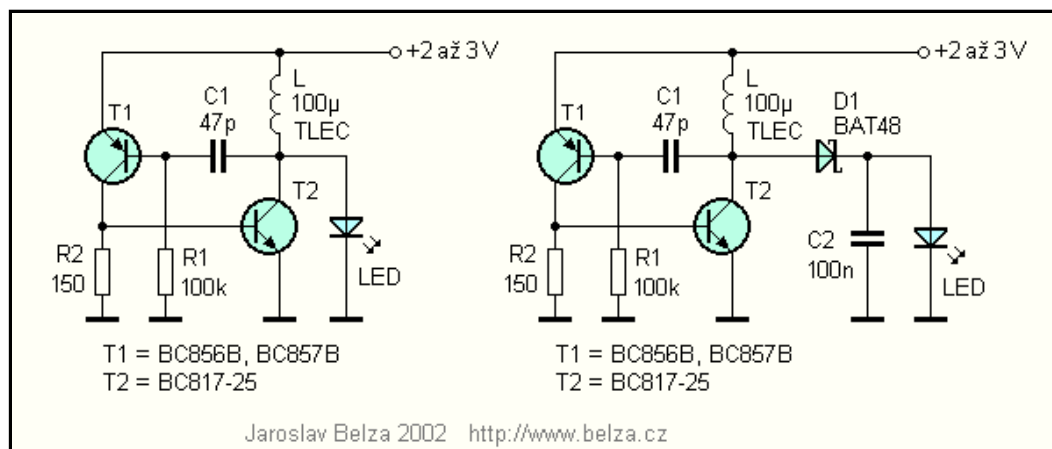 +2 až 3V
L
100µ
TLEC
C1
47p
T1
T2
R2
150
R1
100k
LED
T1 = BC856B, BC857B
T2 = BC817-25
+2 až 3V
L
100µ
TLEC
C1
47p
T1
D1
BAT48
T2
R2
150
R1
100k
C2
100n
LED
T1 = BC856B, BC857B
T2 = BC817-25
Jaroslav Belza 2002 http://www.belza.cz